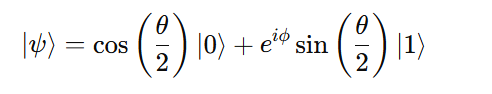 |ψ⟩ = cos(θ/2)|0⟩ + e^{iϕ} sin(θ/2)|1⟩